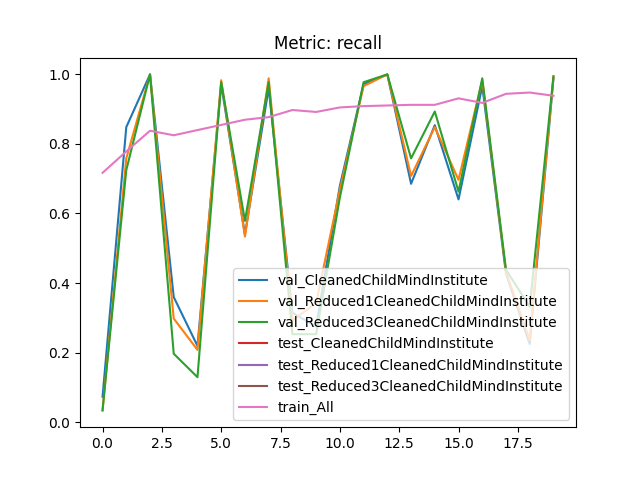 Metric: recall
1.0
0.8
0.6
0.4
0.2
0.0
val_CleanedChildMindInstitute
val_Reduced1CleanedChildMindInstitute
val_Reduced3CleanedChildMindInstitute
test_CleanedChildMindInstitute
test_Reduced1CleanedChildMindInstitute
test_Reduced3CleanedChildMindInstitute
train_All
0.0 2.5 5.0 7.5 10.0 12.5 15.0 17.5